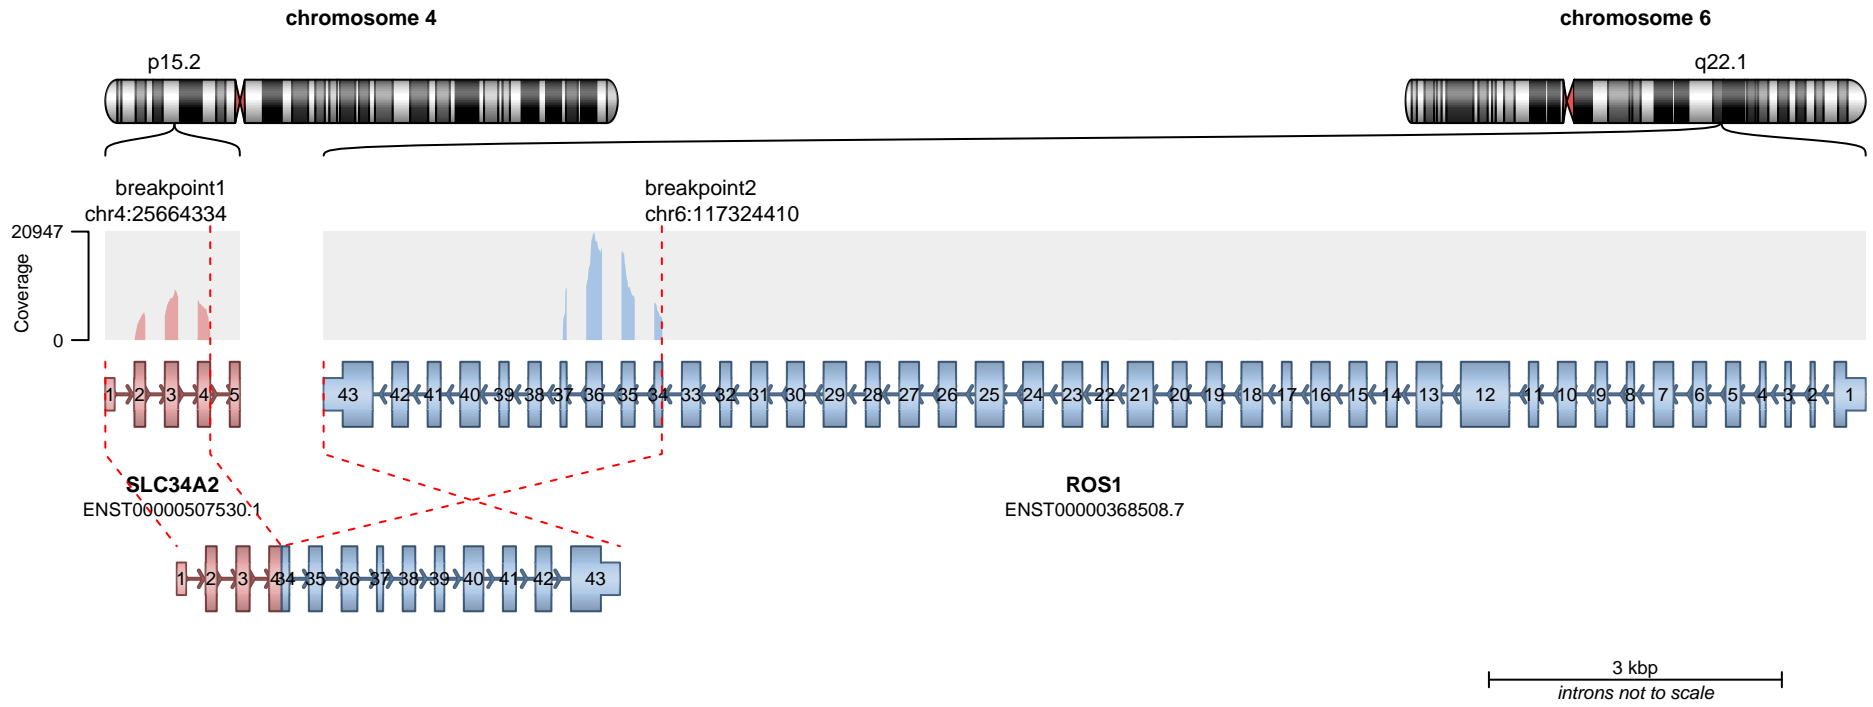 chromosome 4
chromosome 6
p15.2
q22.1
breakpoint1
chr4:25664334
breakpoint2
chr6:117324410
20947
Coverage
0
1 2 3 4 5
43 42 41 40 39 38 37 36 35 34 33 32 31 30 29 28 27 26 25 24 23 22 21 20 19 18 17 16 15 14 13 12 11 10 9 8 7 6 5 4 3 2 1
SLC34A2
ENST00000507530.1
ROS1
ENST00000368508.7
1 2 3 4 34 35 36 37 38 39 40 41 42 43
3 kbp
introns not to scale